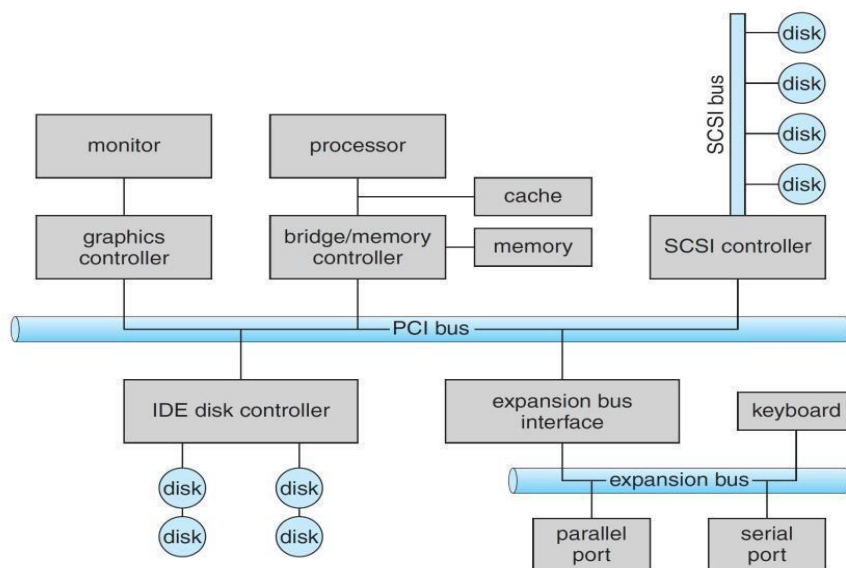 disk
disk
disk
disk
SCSI bus
monitor
processor
cache
graphics
controller
bridge/memory
controller
memory
SCSI controller
PCI bus
IDE disk controller
expansion bus
interface
keyboard
disk
disk
disk
disk
expansion bus
parallel
port
serial
port